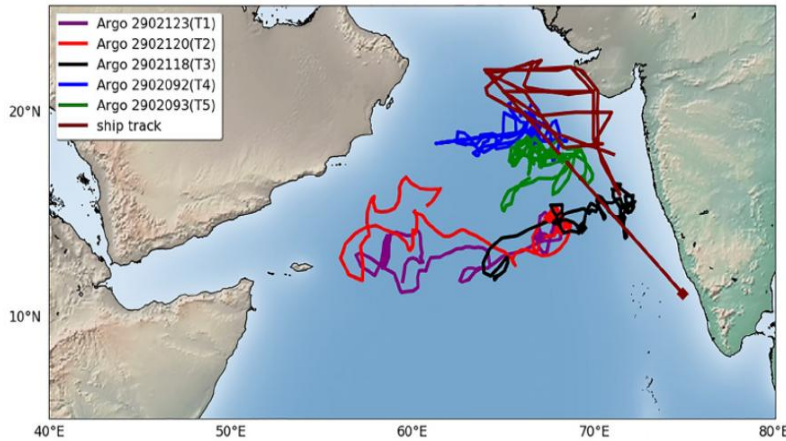 Argo 2902123(T1)
Argo 2902120(T2)
Argo 2902118(T3)
Argo 2902092(T4)
Argo 2902093(T5)
ship track
20°N
10°N
40°E 50°E 60°E 70°E 80°E